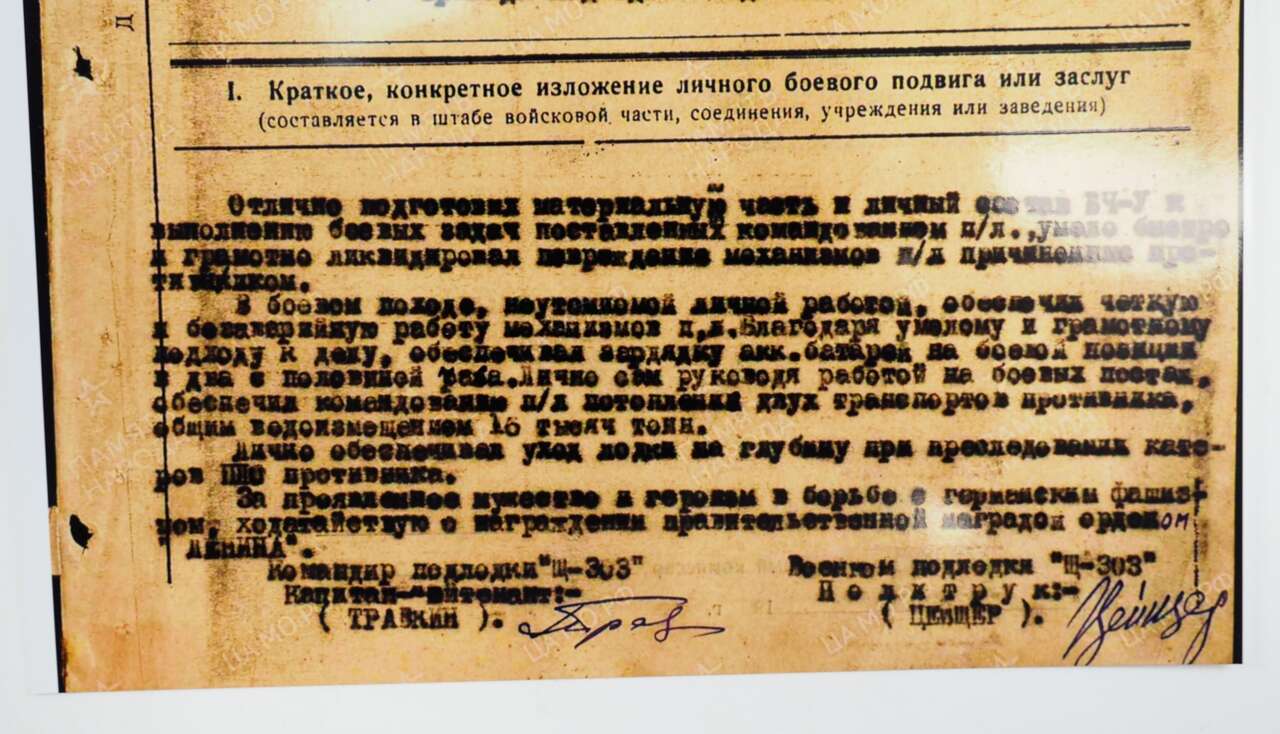 I. Краткое, конкретное изложение личного боевого подвига или заслуг
(составляется в штабе войсковой части, соединения, учреждения или заведения)
Отлично подготовил материальную часть и личный состав БЧ-У к
выполнению боевых задач поставленных командованием п/л.,умело быстро
и грамотно ликвидировал повреждения механизмов п/л причиненные про-
тивником.
В боевом походе, неутомимой личной работой, обеспечил четкую
и безаварийную работу механизмов п/л.Благодаря умелому и грамотному
подходу к делу, обеспечивал зардядку акк.батарей на боевой позиции
в два с половиной раза.Лично сам руководя работой на боевых постах,
обеспечил командованию п/л потопление двух транспортов противника,
общим водоизмещением 16 тысяч тонн.
Лично обеспечивал уход лодки на глубину при преследовании кате-
ров ПЛО противника.
За проявленное мужество и героизм в борьбе с германским фашиз-
мом, ходатайствую о награждении правительственной наградой орденом
"ЛЕНИНА".
Командир подлодки"Щ-303" Военком подлодки "Щ-303"
Капитан-лейтенант:- Политрук:-
( ТРАВКИН ). ( ЦЕЙЩЕР ).